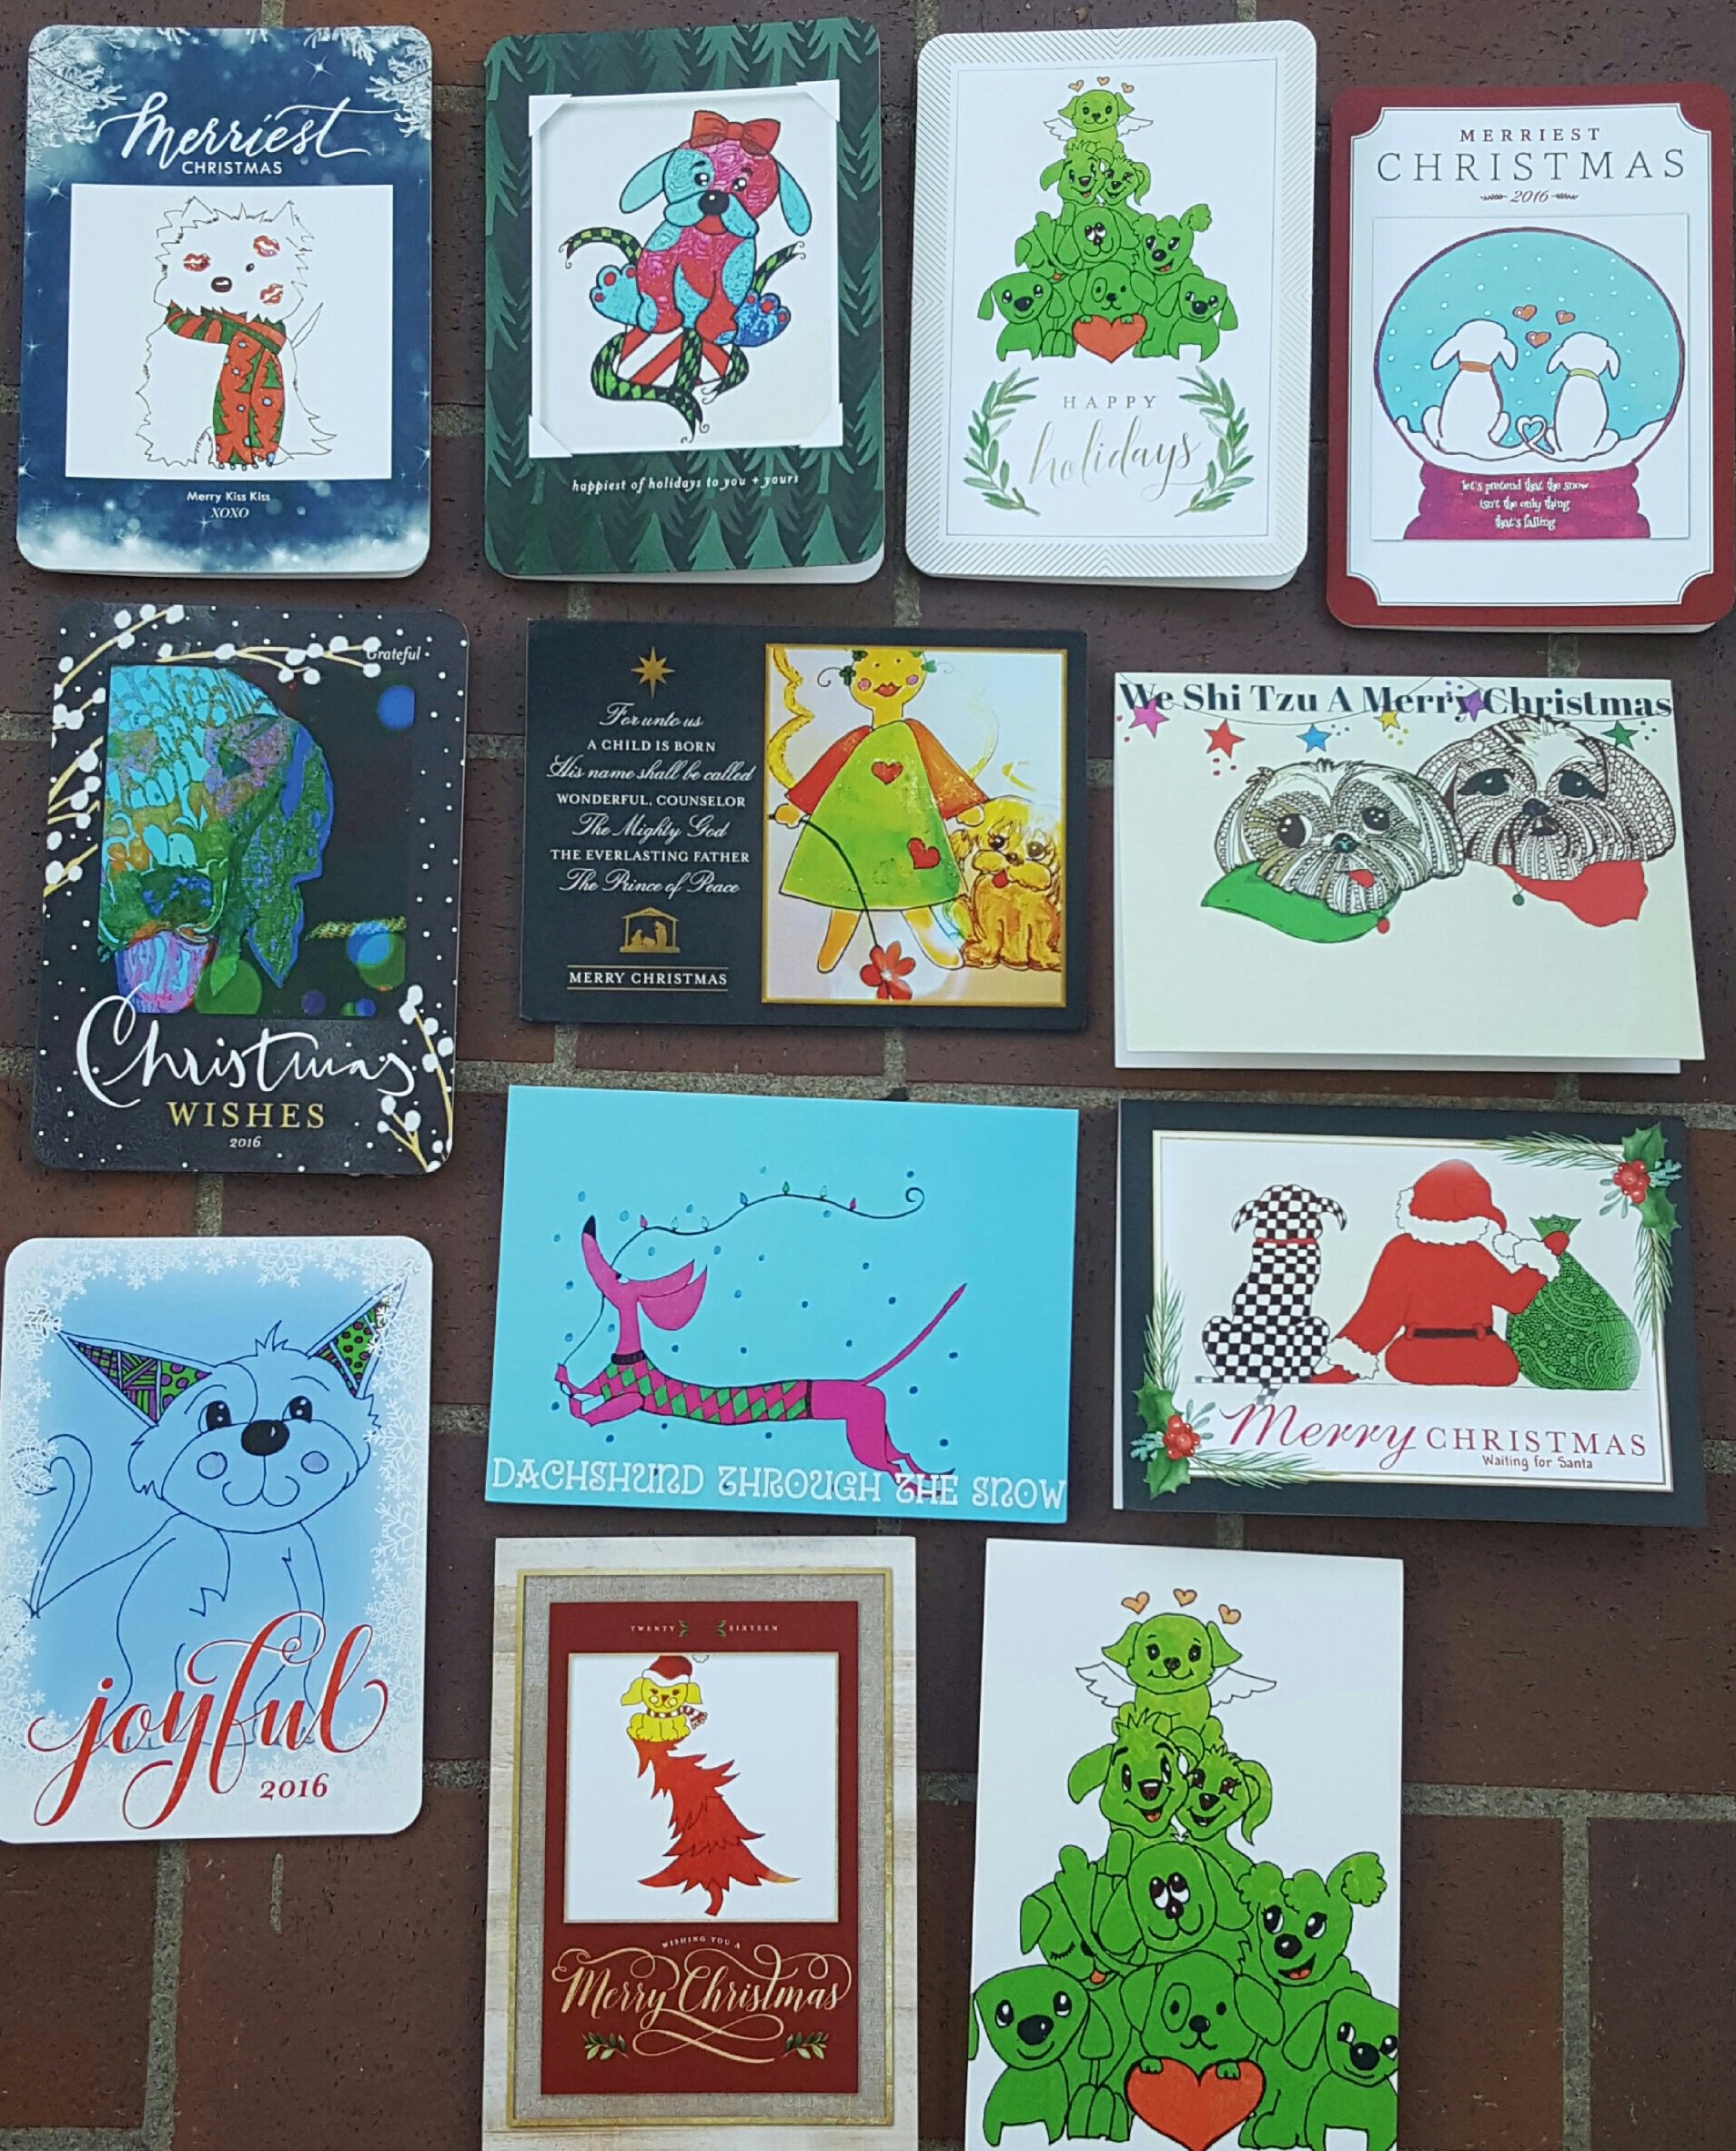 Merriest
CHRISTMAS
Merry Kiss Kiss
XOXO
happiest of holidays to you + yours
HAPPY
holidays
MERRIEST
CHRISTMAS
2016
let's pretend that the snow
isn't the only thing
that's falling
Grateful
Christmas
WISHES
2016
For unto us
A CHILD IS BORN
His name shall be called
WONDERFUL, COUNSELOR
The Mighty God
THE EVERLASTING FATHER
The Prince of Peace
MERRY CHRISTMAS
We Shi Tzu A Merry Christmas
DACHSHUND THROUGH THE SNOW
Merry CHRISTMAS
Waiting for Santa
joyful
2016
TWENTY SIXTEEN
WISHING YOU A
Merry Christmas